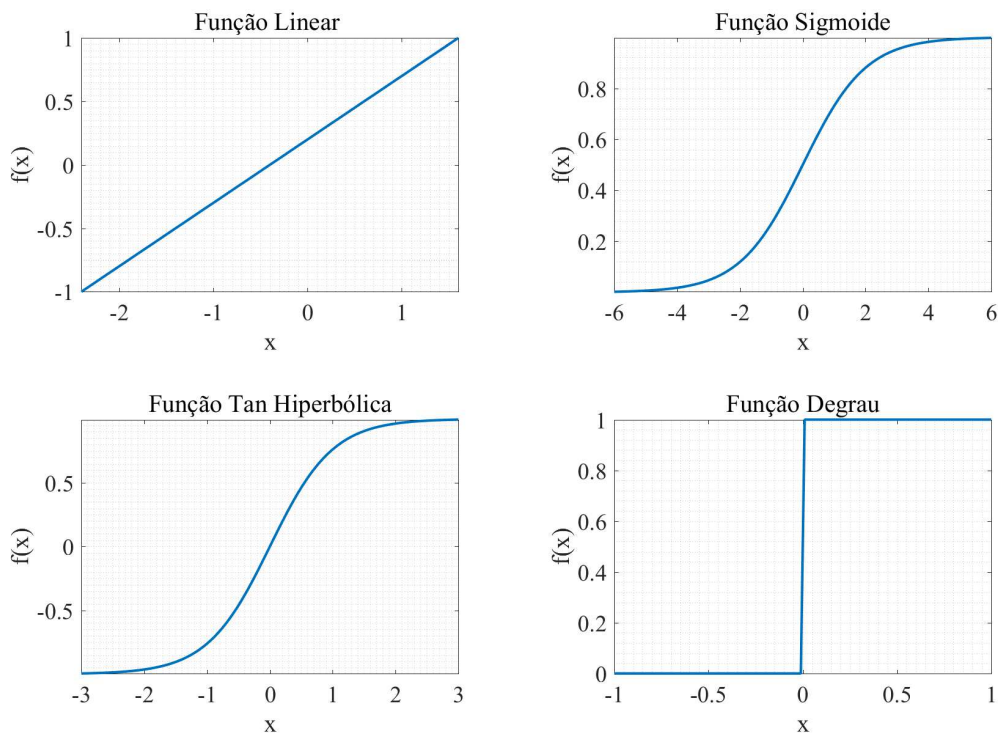 Função Linear
1
0.5
0
-0.5
-1
f(x)
-2 -1 0 1
x
Função Sigmoide
0.8
0.6
0.4
0.2
f(x)
-6 -4 -2 0 2 4 6
x
Função Tan Hiperbólica
0.5
0
-0.5
f(x)
-3 -2 -1 0 1 2 3
x
Função Degrau
1
0.8
0.6
0.4
0.2
0
f(x)
-1 -0.5 0 0.5 1
x